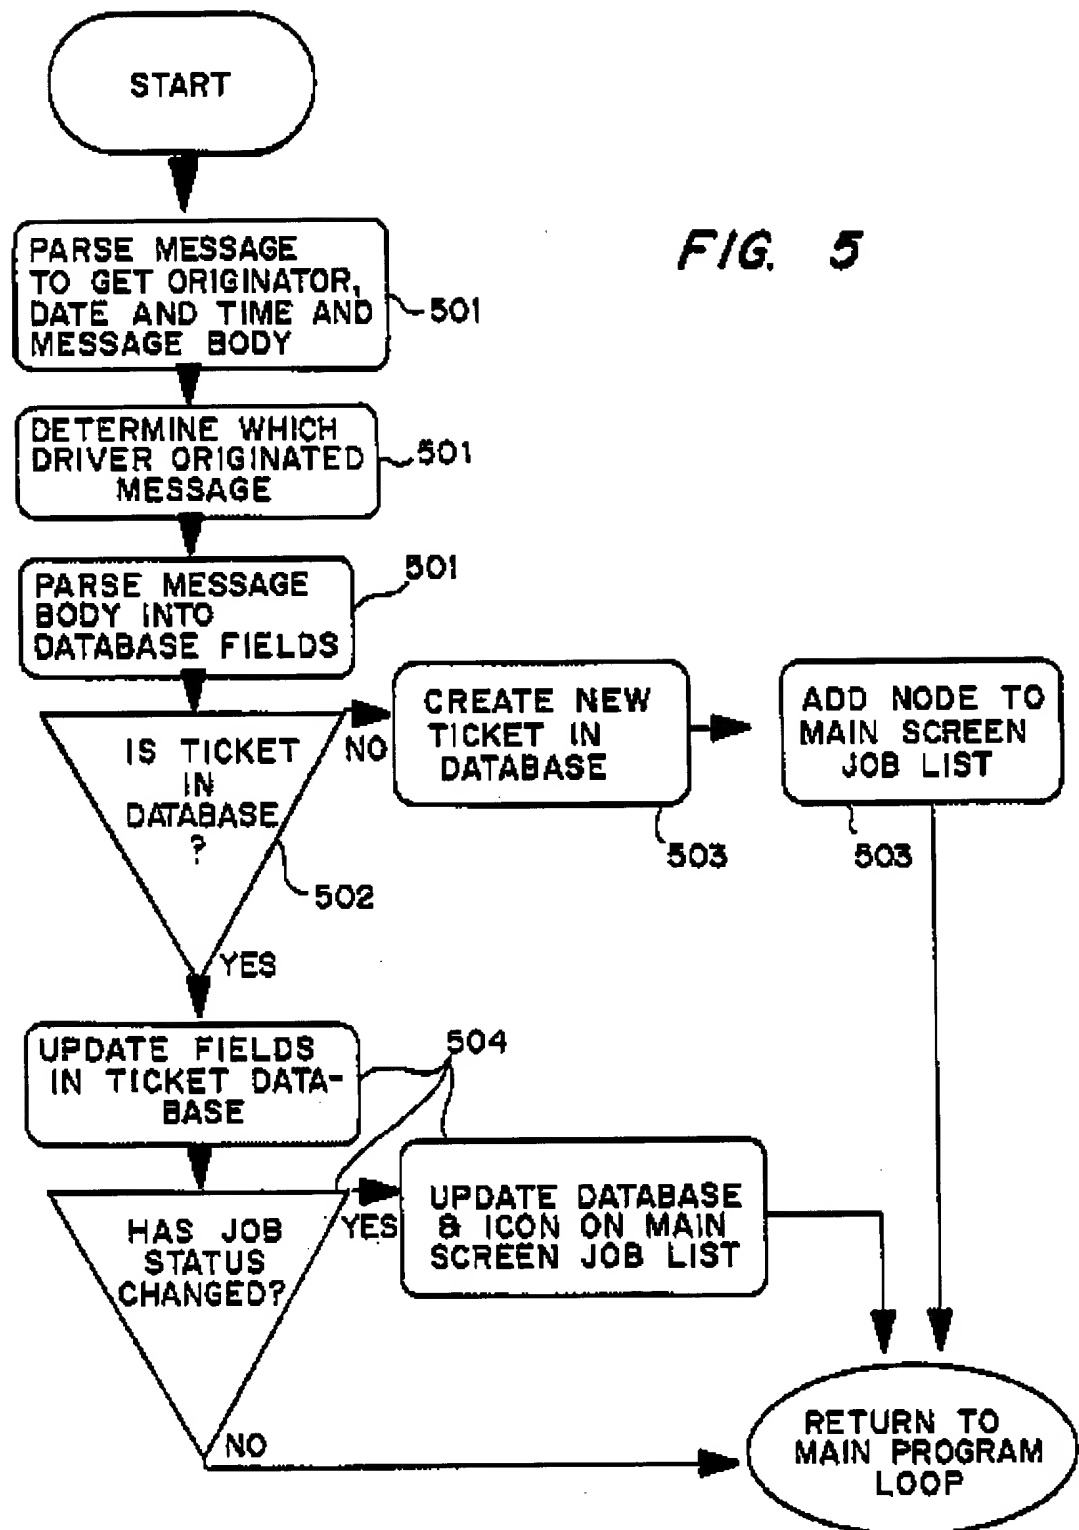 START
FIG. 5
PARSE MESSAGE
TO GET ORIGINATOR,
DATE AND TIME AND
MESSAGE BODY
501
DETERMINE WHICH
DRIVER ORIGINATED
MESSAGE
501
PARSE MESSAGE
BODY INTO
DATABASE FIELDS
501
IS TICKET
IN
DATABASE
?
502
NO
CREATE NEW
TICKET IN
DATABASE
503
ADD NODE TO
MAIN SCREEN
JOB LIST
503
YES
UPDATE FIELDS
IN TICKET DATA-
BASE
504
HAS JOB
STATUS
CHANGED?
YES
UPDATE DATABASE
& ICON ON MAIN
SCREEN JOB LIST
NO
RETURN TO
MAIN PROGRAM
LOOP